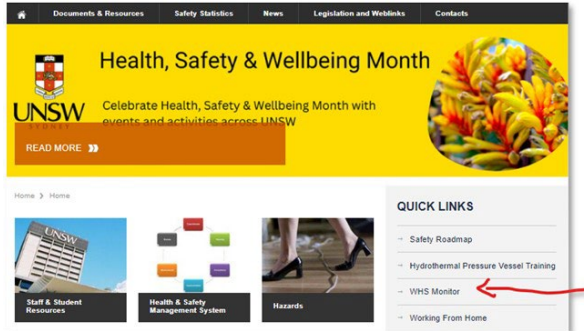 Documents & Resources Safety Statistics News Legislation and Weblinks Contacts
Health, Safety & Wellbeing Month
UNSW
SYDNEY
Celebrate Health, Safety & Wellbeing Month with
events and activities across UNSW
READ MORE
Home > Home
UNSW
Staff & Student
Resources
Health & Safety
Management System
Hazards
QUICK LINKS
Safety Roadmap
Hydrothermal Pressure Vessel Training
WHS Monitor
Working From Home